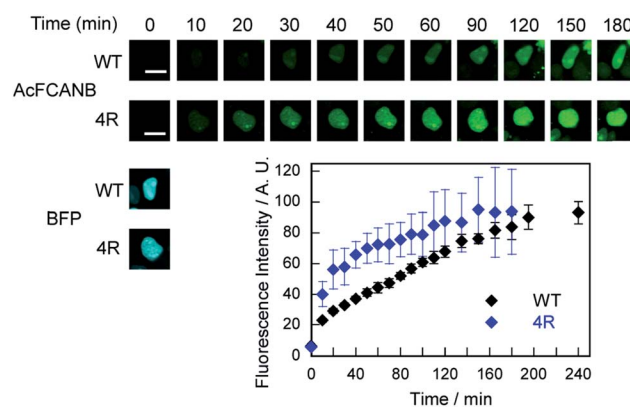 Time (min) 0 10 20 30 40 50 60 90 120 150 180
WT
AcFCANB
4R
WT
BFP
4R
Fluorescence Intensity / A. U.
120
100
80
60
40
20
0
WT
4R
0 40 80 120 160 200 240
Time / min